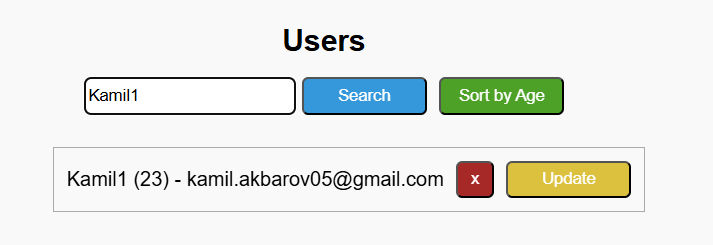 Users
Kamil1 Search Sort by Age
Kamil1 (23) - kamil.akbarov05@gmail.com x Update